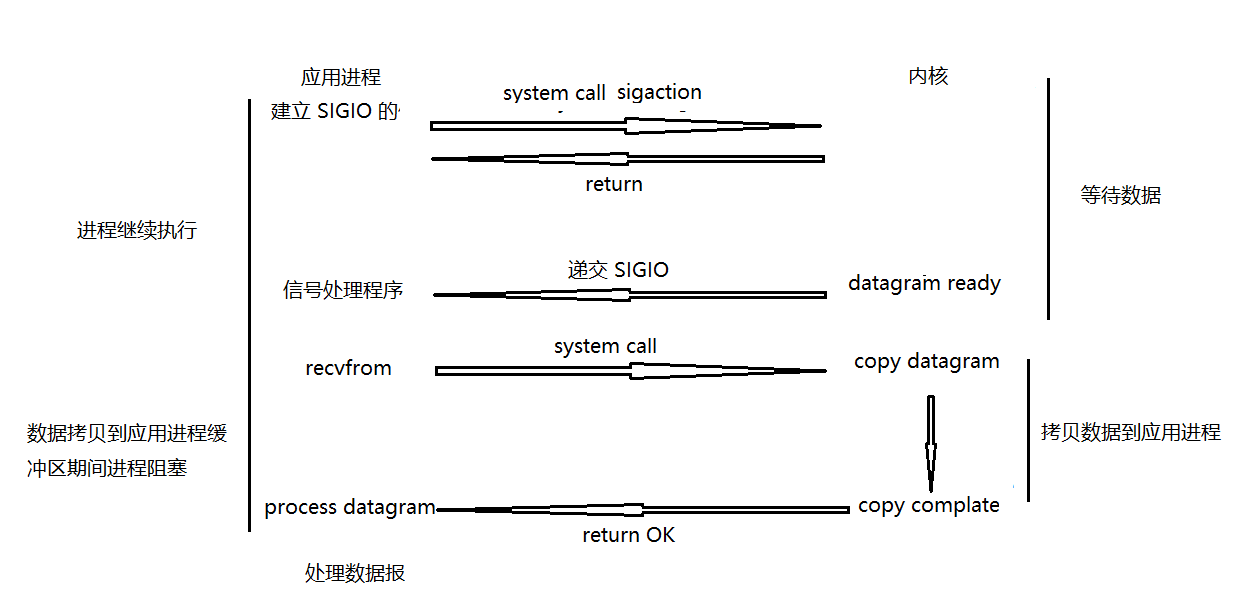 应用进程
内核
system call sigaction
建立 SIGIO 的
return
等待数据
进程继续执行
递交 SIGIO
信号处理程序
datagram ready
system call
recvfrom
copy datagram
数据拷贝到应用进程缓
冲区期间进程阻塞
拷贝数据到应用进程
process datagram
copy complate
return OK
处理数据报